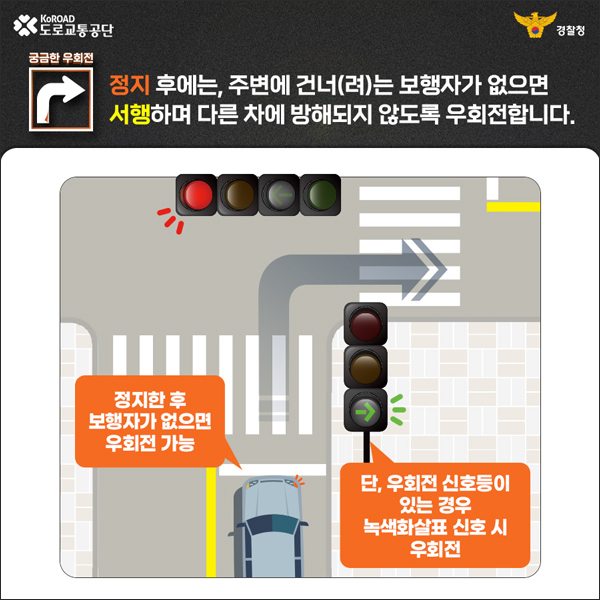 KoROAD
도로교통공단
경찰청
궁금한 우회전
정지 후에는, 주변에 건너(려)는 보행자가 없으면
서행하며 다른 차에 방해되지 않도록 우회전합니다.
정지한 후
보행자가 없으면
우회전 가능
단, 우회전 신호등이
있는 경우
녹색화살표 신호 시
우회전